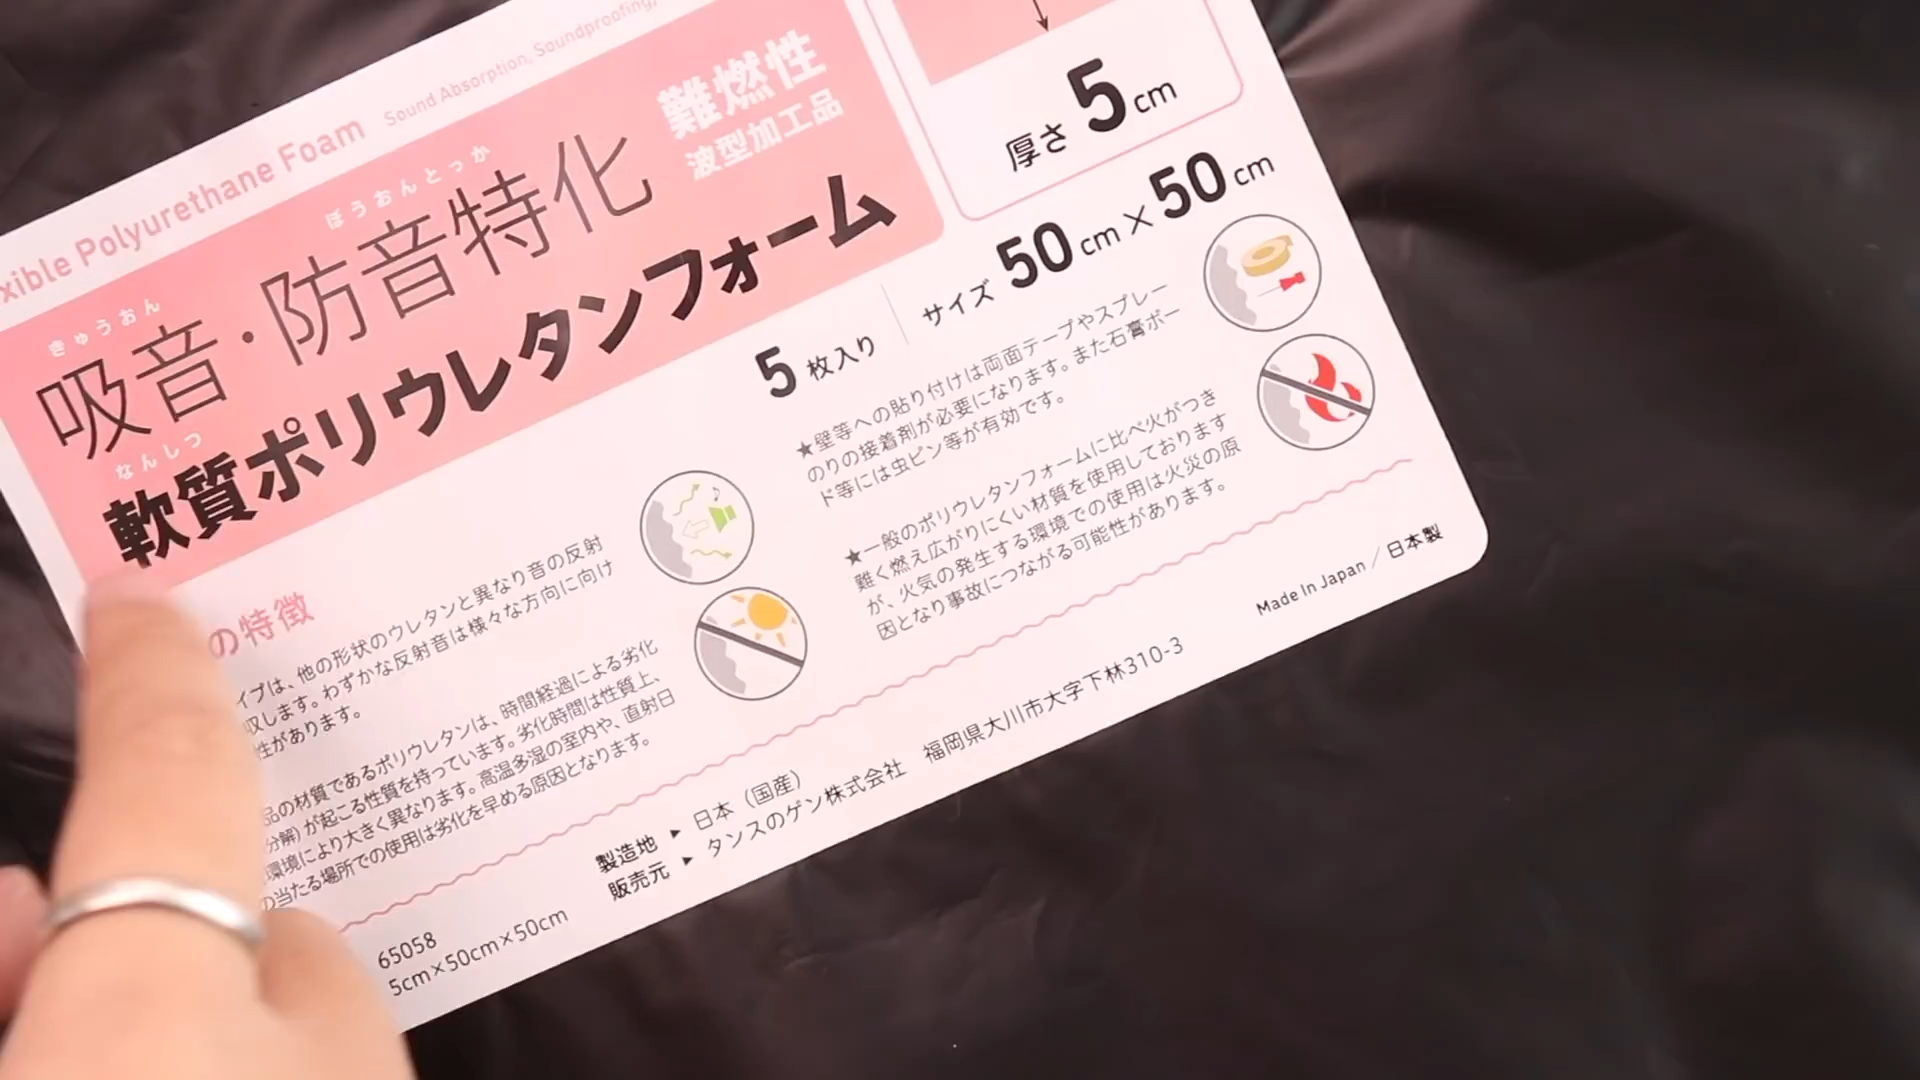 xible Polyurethane Foam Sound Absorption, Soundproofing,
難燃性
波型加工品
きゅうおん ぼうおんとっか
吸音・防音特化
なんしつ
軟質ポリウレタンフォーム
厚さ 5cm
5枚入り サイズ 50cm×50cm
の特徴
イプは、他の形状のウレタンと異なり音の反射
収します。わずかな反射音は様々な方向に向け
性があります。
品の材質であるポリウレタンは、時間経過による劣化
分解)が起こる性質を持っています。劣化時間は性質上、
環境により大きく異なります。高温多湿の室内や、直射日
の当たる場所での使用は劣化を早める原因となります。
★壁等への貼り付けは両面テープやスプレー
のりの接着剤が必要になります。また石膏ボー
ド等には虫ピン等が有効です。
★一般のポリウレタンフォームに比べ火がつき
難く燃え広がりにくい材質を使用しております
が、火気の発生する環境での使用は火災の原
因となり事故につながる可能性があります。
65058
5cm×50cm×50cm
製造地 ▶ 日本（国産）
販売元 ▶ タンスのゲン株式会社 福岡県大川市大字下林310-3
Made In Japan / 日本製